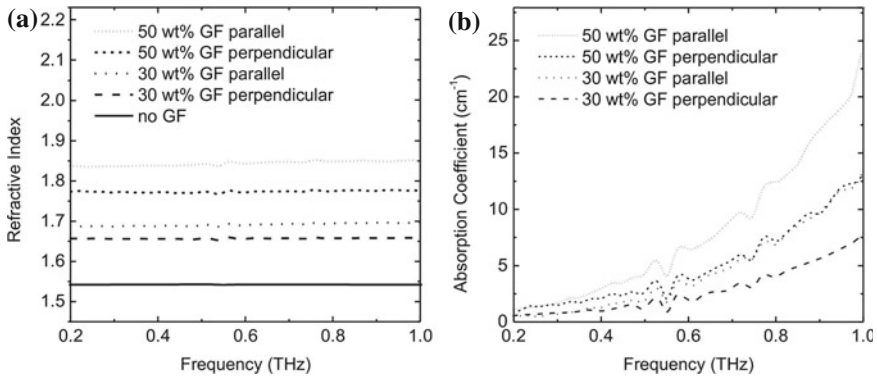 (a)
2.2
2.1
2.0
1.9
1.8
1.7
1.6
1.5
Refractive Index
50 wt% GF parallel
50 wt% GF perpendicular
30 wt% GF parallel
30 wt% GF perpendicular
no GF
0.2 0.4 0.6 0.8 1.0
Frequency (THz)
(b)
25
20
15
10
5
0
Absorption Coefficient (cm⁻¹)
50 wt% GF parallel
50 wt% GF perpendicular
30 wt% GF parallel
30 wt% GF perpendicular
0.2 0.4 0.6 0.8 1.0
Frequency (THz)